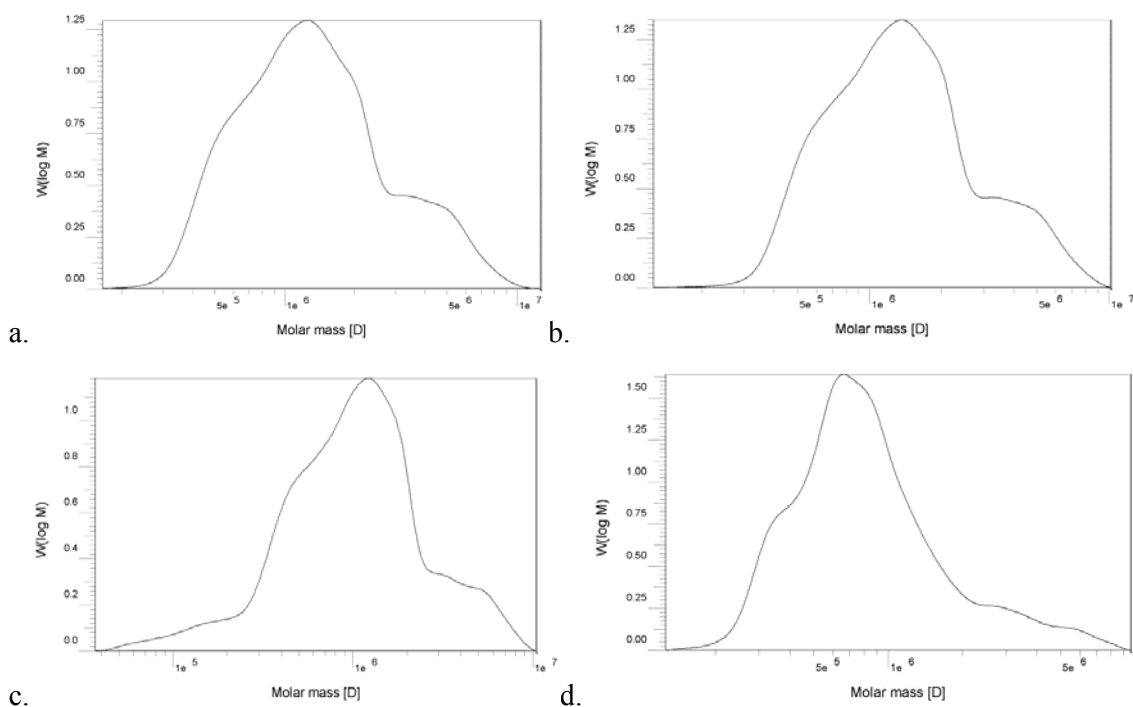 1.25
1.00
0.75
0.50
0.25
0.00
W(log M)
5e 5
1e 6
5e 6
1e 7
Molar mass [D]
a.
1.25
1.00
0.75
0.50
0.25
0.00
W(log M)
5e 5
1e 6
5e 6
1e 7
Molar mass [D]
b.
1.0
0.8
0.6
0.4
0.2
0.0
W(log M)
1e 5
1e 6
1e 7
Molar mass [D]
c.
1.50
1.25
1.00
0.75
0.50
0.25
0.00
W(log M)
5e 5
1e 6
5e 6
Molar mass [D]
d.